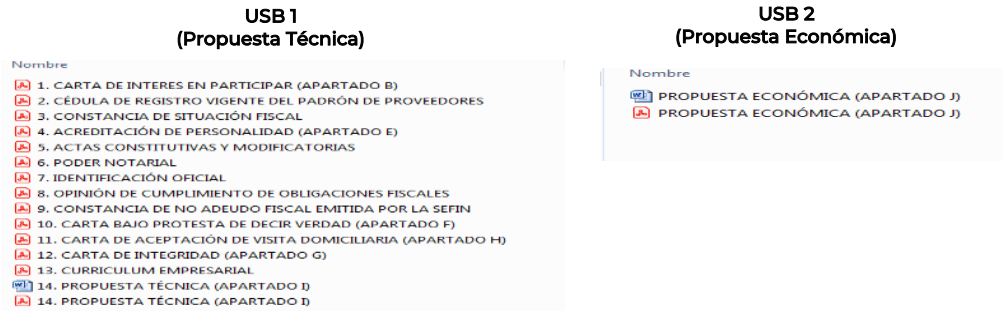 USB 1
(Propuesta Técnica)
Nombre
1. CARTA DE INTERES EN PARTICIPAR (APARTADO B)
2. CÉDULA DE REGISTRO VIGENTE DEL PADRÓN DE PROVEEDORES
3. CONSTANCIA DE SITUACIÓN FISCAL
4. ACREDITACIÓN DE PERSONALIDAD (APARTADO E)
5. ACTAS CONSTITUTIVAS Y MODIFICATORIAS
6. PODER NOTARIAL
7. IDENTIFICACIÓN OFICIAL
8. OPINIÓN DE CUMPLIMIENTO DE OBLIGACIONES FISCALES
9. CONSTANCIA DE NO ADEUDO FISCAL EMITIDA POR LA SEFIN
10. CARTA BAJO PROTESTA DE DECIR VERDAD (APARTADO F)
11. CARTA DE ACEPTACIÓN DE VISITA DOMICILIARIA (APARTADO H)
12. CARTA DE INTEGRIDAD (APARTADO G)
13. CURRICULUM EMPRESARIAL
14. PROPUESTA TÉCNICA (APARTADO I)
14. PROPUESTA TÉCNICA (APARTADO I)
USB 2
(Propuesta Económica)
Nombre
PROPUESTA ECONÓMICA (APARTADO J)
PROPUESTA ECONÓMICA (APARTADO J)